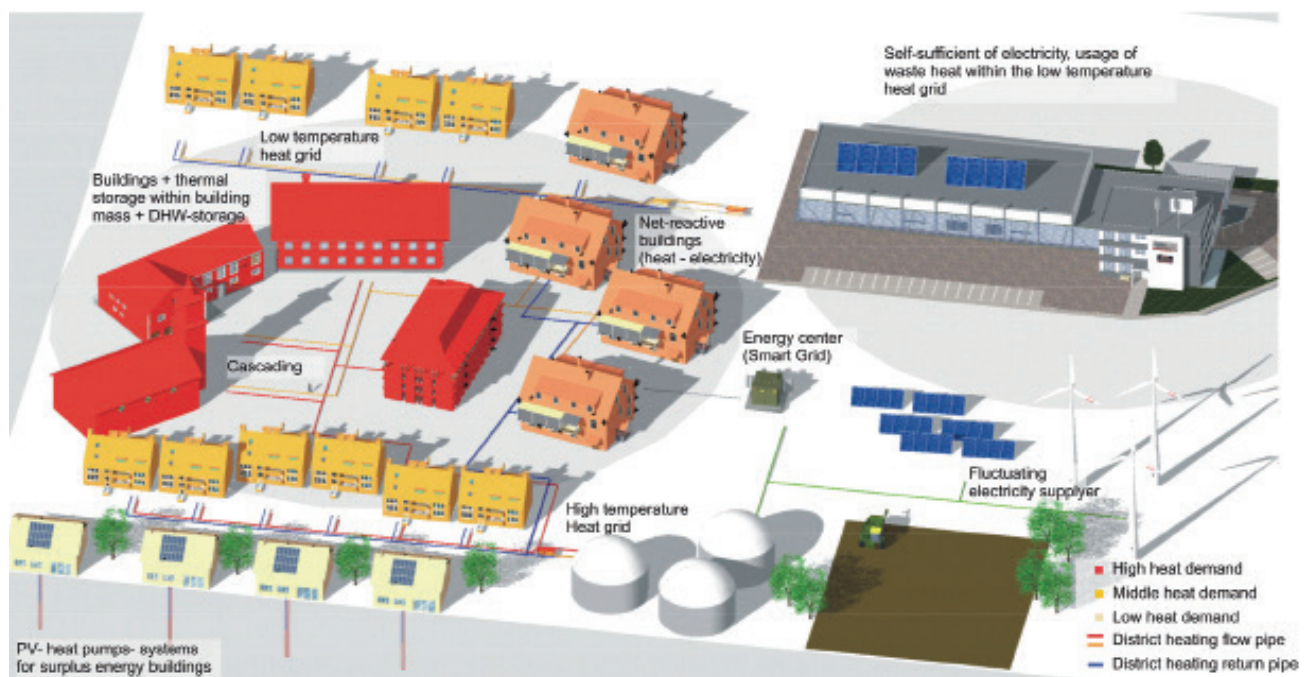 Self-sufficient of electricity, usage of
waste heat within the low temperature
heat grid
Low temperature
heat grid
Buildings + thermal
storage within building
mass + DHW-storage
Net-reactive
buildings
(heat - electricity)
Energy center
(Smart Grid)
Cascading
Fluctuating
electricity supplyer
High temperature
Heat grid
High heat demand
Middle heat demand
Low heat demand
District heating flow pipe
District heating return pipe
PV- heat pumps- systems
for surplus energy buildings